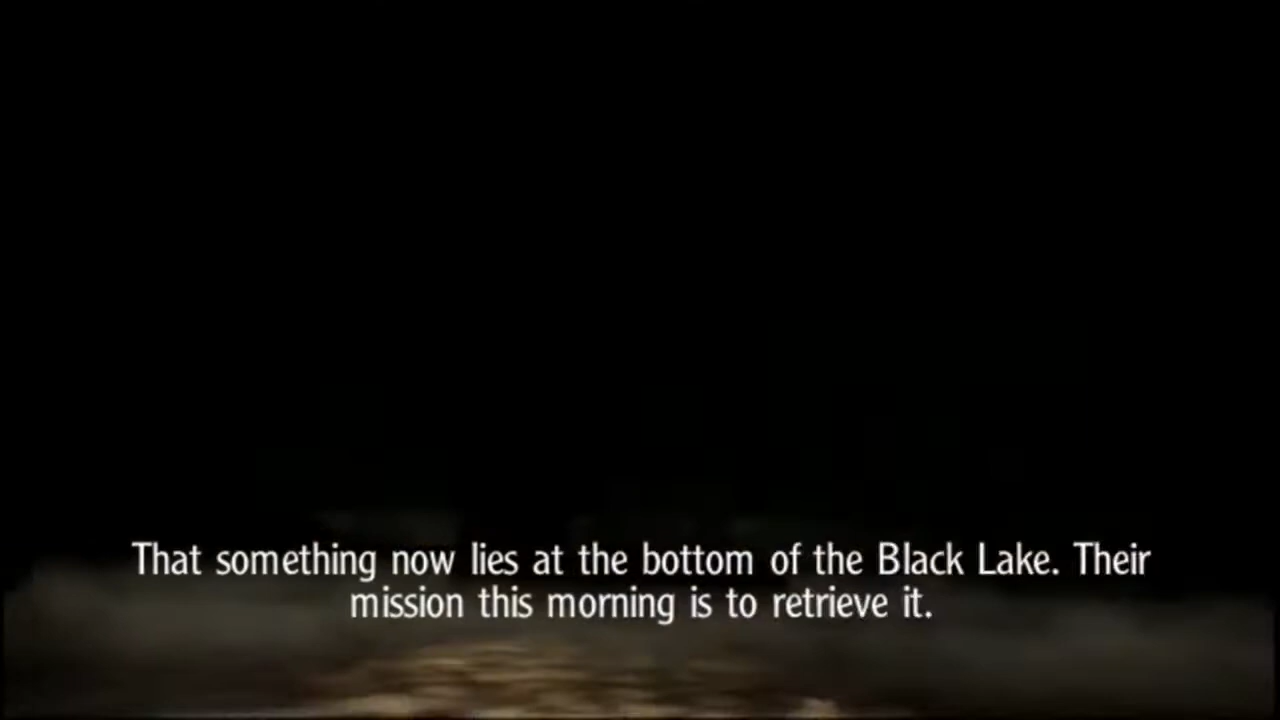 That something now lies at the bottom of the Black Lake. Their
mission this morning is to retrieve it.